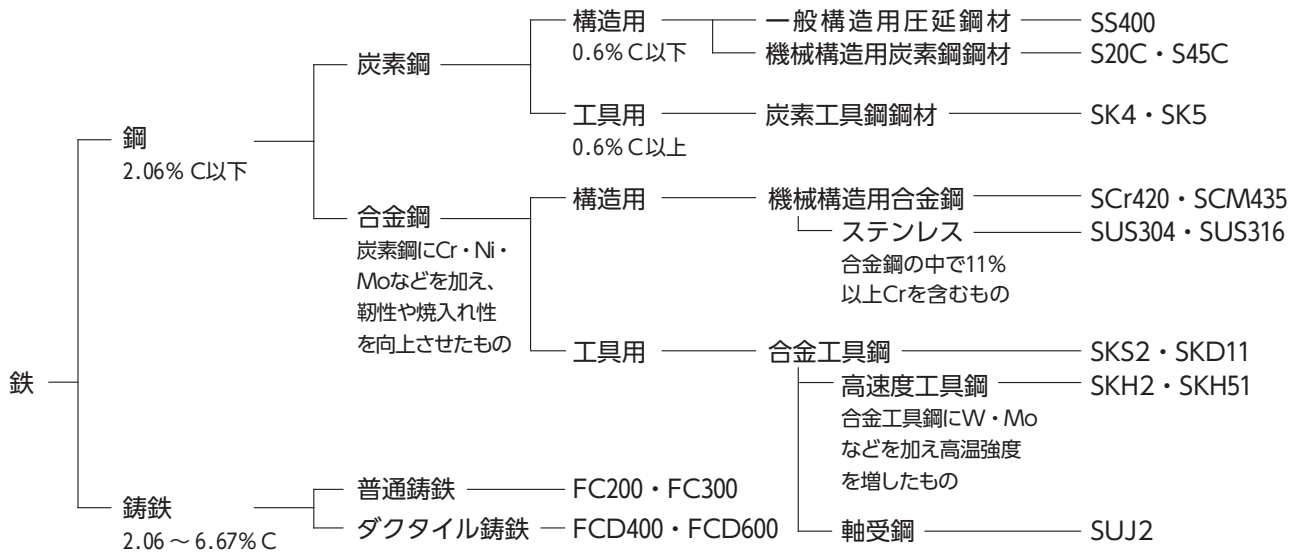 鉄
鋼
2.06% C以下
炭素鋼
構造用
0.6% C以下
一般構造用圧延鋼材
SS400
機械構造用炭素鋼鋼材
S20C・S45C
工具用
0.6% C以上
炭素工具鋼鋼材
SK4・SK5
合金鋼
炭素鋼にCr・Ni・
Moなどを加え、
靭性や焼入れ性
を向上させたもの
構造用
機械構造用合金鋼
SCr420・SCM435
ステンレス
SUS304・SUS316
合金鋼の中で11%
以上Crを含むもの
工具用
合金工具鋼
SKS2・SKD11
高速度工具鋼
SKH2・SKH51
合金工具鋼にW・Mo
などを加え高温強度
を増したもの
軸受鋼
SUJ2
鋳鉄
2.06～6.67% C
普通鋳鉄
FC200・FC300
ダクタイル鋳鉄
FCD400・FCD600